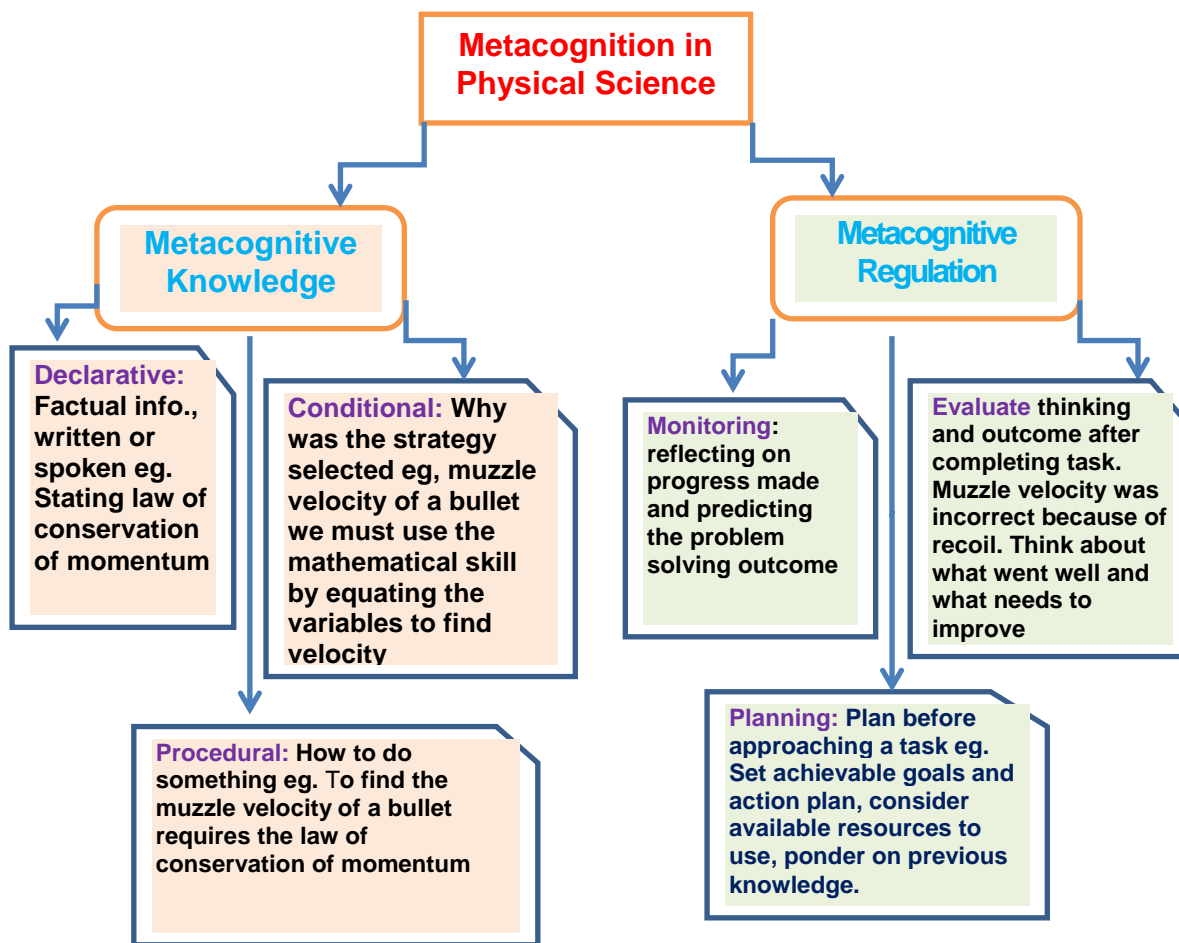 Metacognition in
Physical Science
Metacognitive
Knowledge
Metacognitive
Regulation
Declarative:
Factual info.,
written or
spoken eg.
Stating law of
conservation
of momentum
Conditional: Why
was the strategy
selected eg, muzzle
velocity of a bullet
we must use the
mathematical skill
by equating the
variables to find
velocity
Monitoring:
reflecting on
progress made
and predicting
the problem
solving outcome
Evaluate thinking
and outcome after
completing task.
Muzzle velocity was
incorrect because of
recoil. Think about
what went well and
what needs to
improve
Procedural: How to do
something eg. To find the
muzzle velocity of a bullet
requires the law of
conservation of momentum
Planning: Plan before
approaching a task eg.
Set achievable goals and
action plan, consider
available resources to
use, ponder on previous
knowledge.